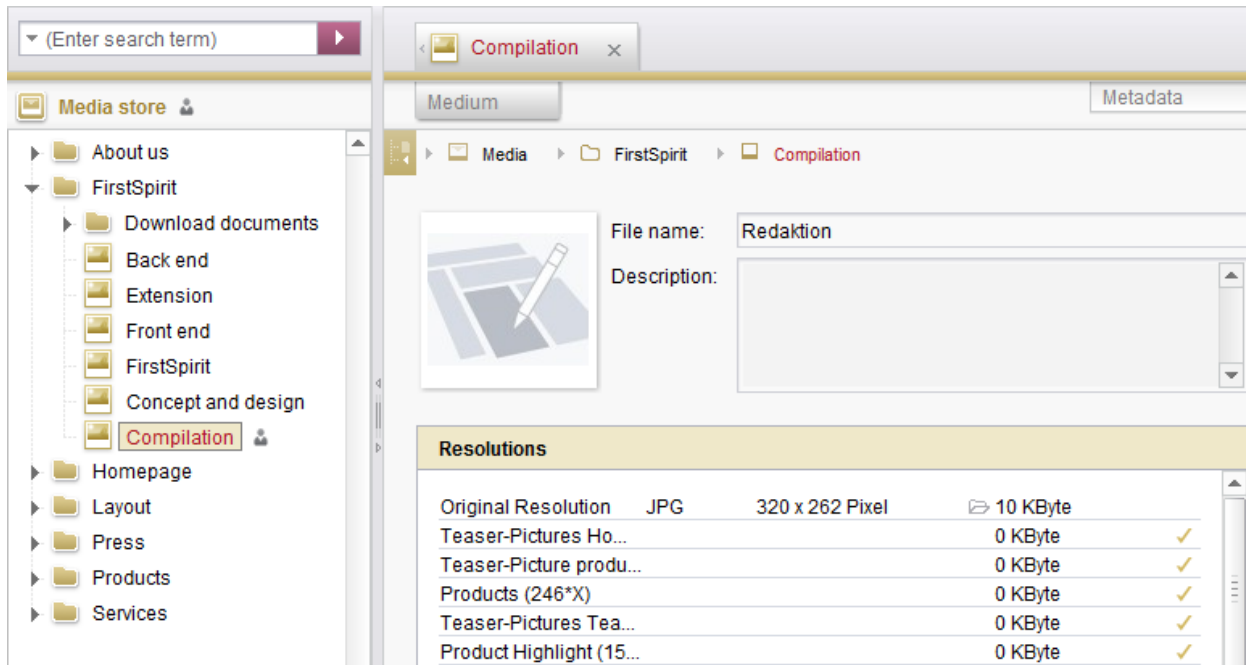 (Enter search term)
Compilation
Media store
Medium
Metadata
About us
FirstSpirit
Download documents
Back end
Extension
Front end
FirstSpirit
Concept and design
Compilation
Homepage
Layout
Press
Products
Services
Media FirstSpirit Compilation
File name: Redaktion
Description:
Resolutions
Original Resolution JPG 320 x 262 Pixel 10 KByte
Teaser-Pictures Ho... 0 KByte
Teaser-Picture produ... 0 KByte
Products (246*X) 0 KByte
Teaser-Pictures Tea... 0 KByte
Product Highlight (15... 0 KByte